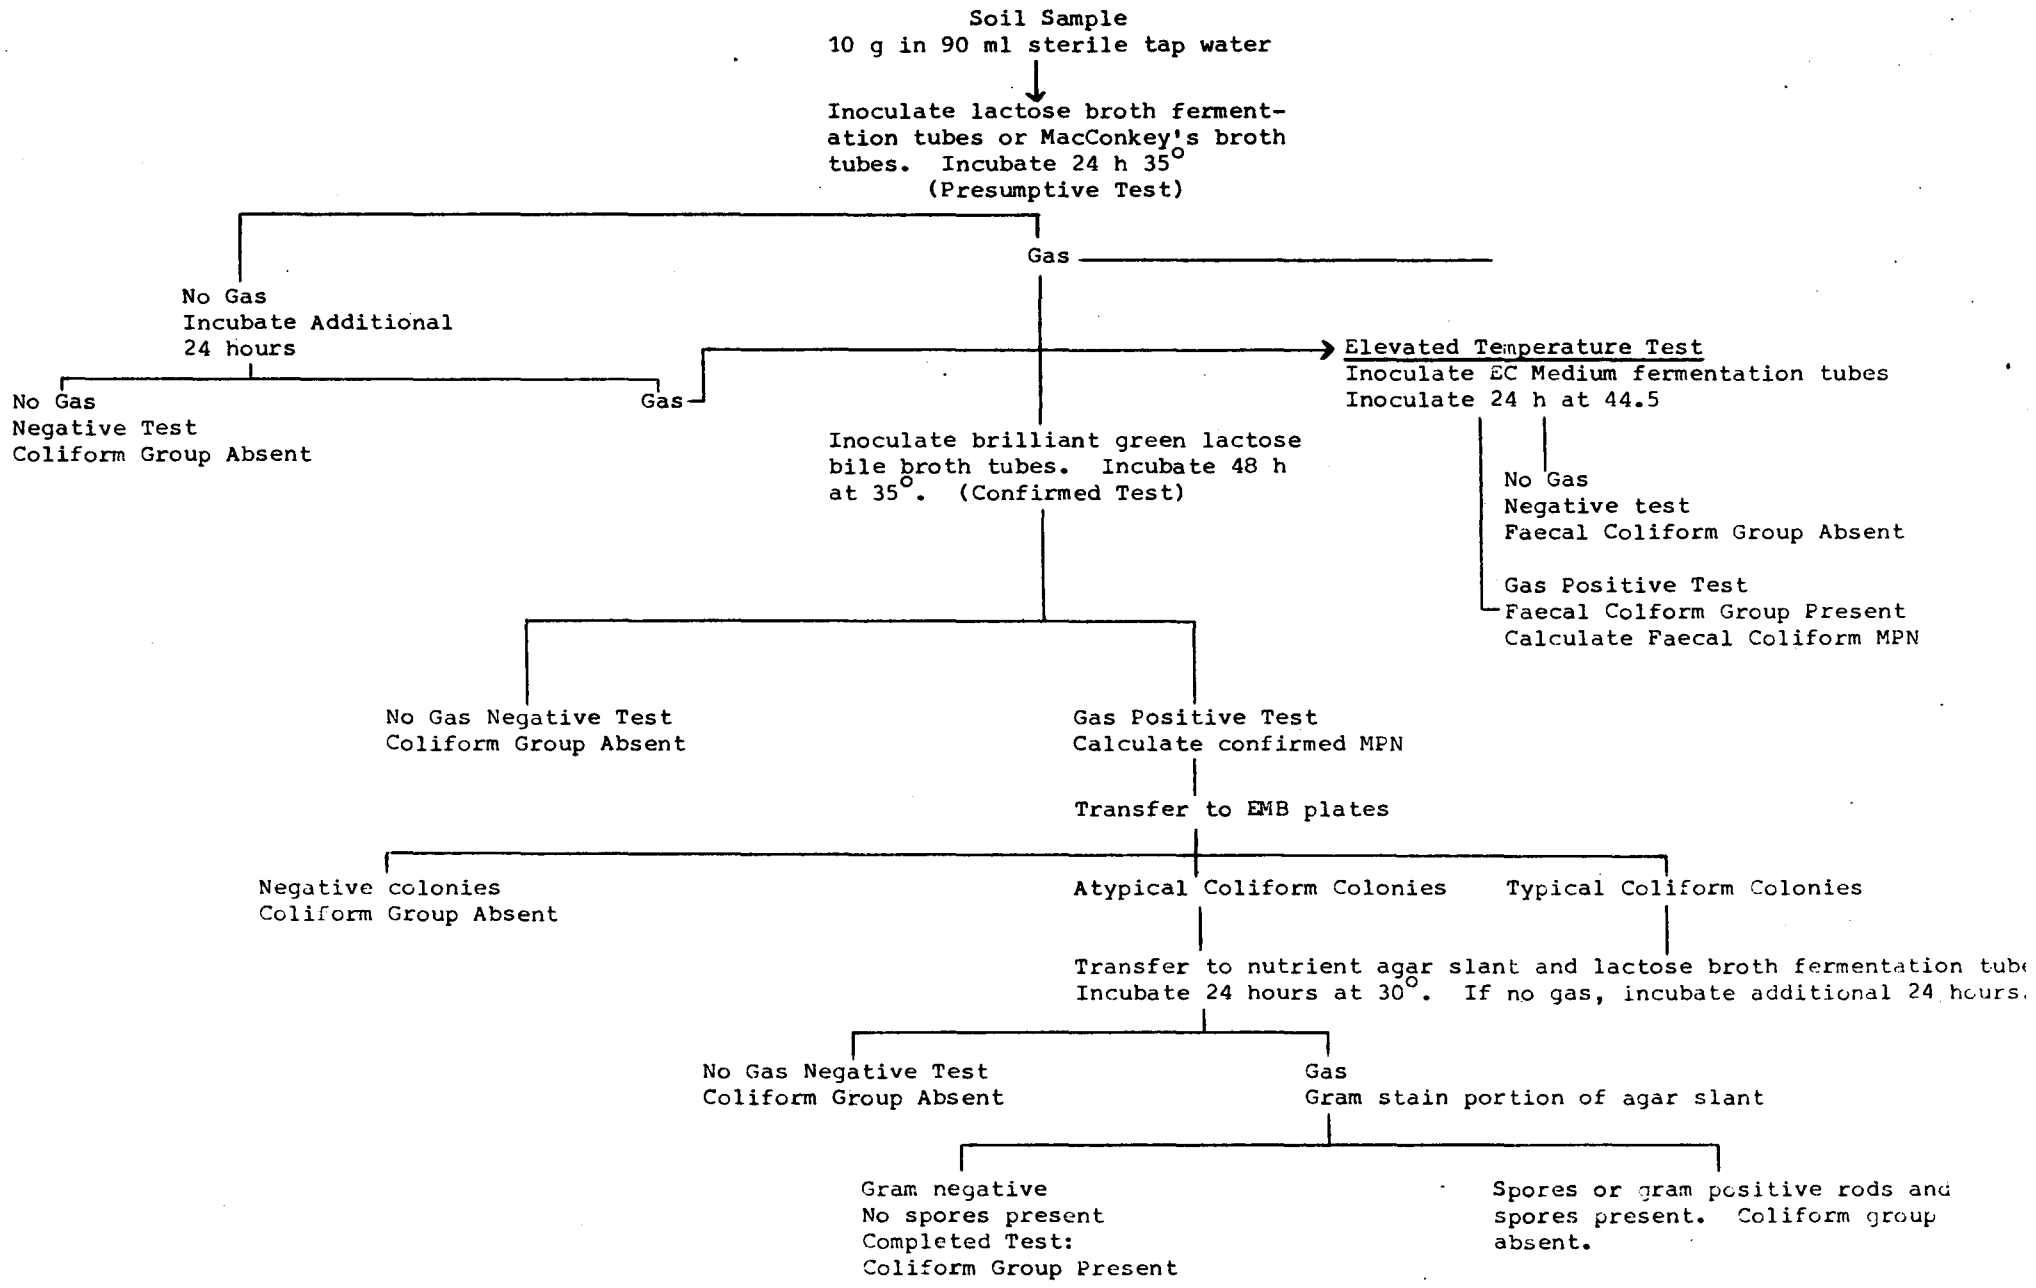 Soil Sample
10 g in 90 ml sterile tap water
Inoculate lactose broth ferment-
ation tubes or MacConkey's broth
tubes. Incubate 24 h 35°
(Presumptive Test)
Gas
No Gas
Incubate Additional
24 hours
No Gas
Negative Test
Coliform Group Absent
Gas
Elevated Temperature Test
Inoculate EC Medium fermentation tubes
Inoculate 24 h at 44.5
No Gas
Negative test
Faecal Coliform Group Absent
Gas Positive Test
Faecal Colform Group Present
Calculate Faecal Coliform MPN
Inoculate brilliant green lactose
bile broth tubes. Incubate 48 h
at 35°. (Confirmed Test)
No Gas Negative Test
Coliform Group Absent
Gas Positive Test
Calculate confirmed MPN
Transfer to EMB plates
Negative colonies
Coliform Group Absent
Atypical Coliform Colonies
Typical Coliform Colonies
Transfer to nutrient agar slant and lactose broth fermentation tube
Incubate 24 hours at 30°. If no gas, incubate additional 24 hours.
No Gas Negative Test
Coliform Group Absent
Gas
Gram stain portion of agar slant
Gram negative
No spores present
Completed Test:
Coliform Group Present
Spores or gram positive rods and
spores present. Coliform group
absent.